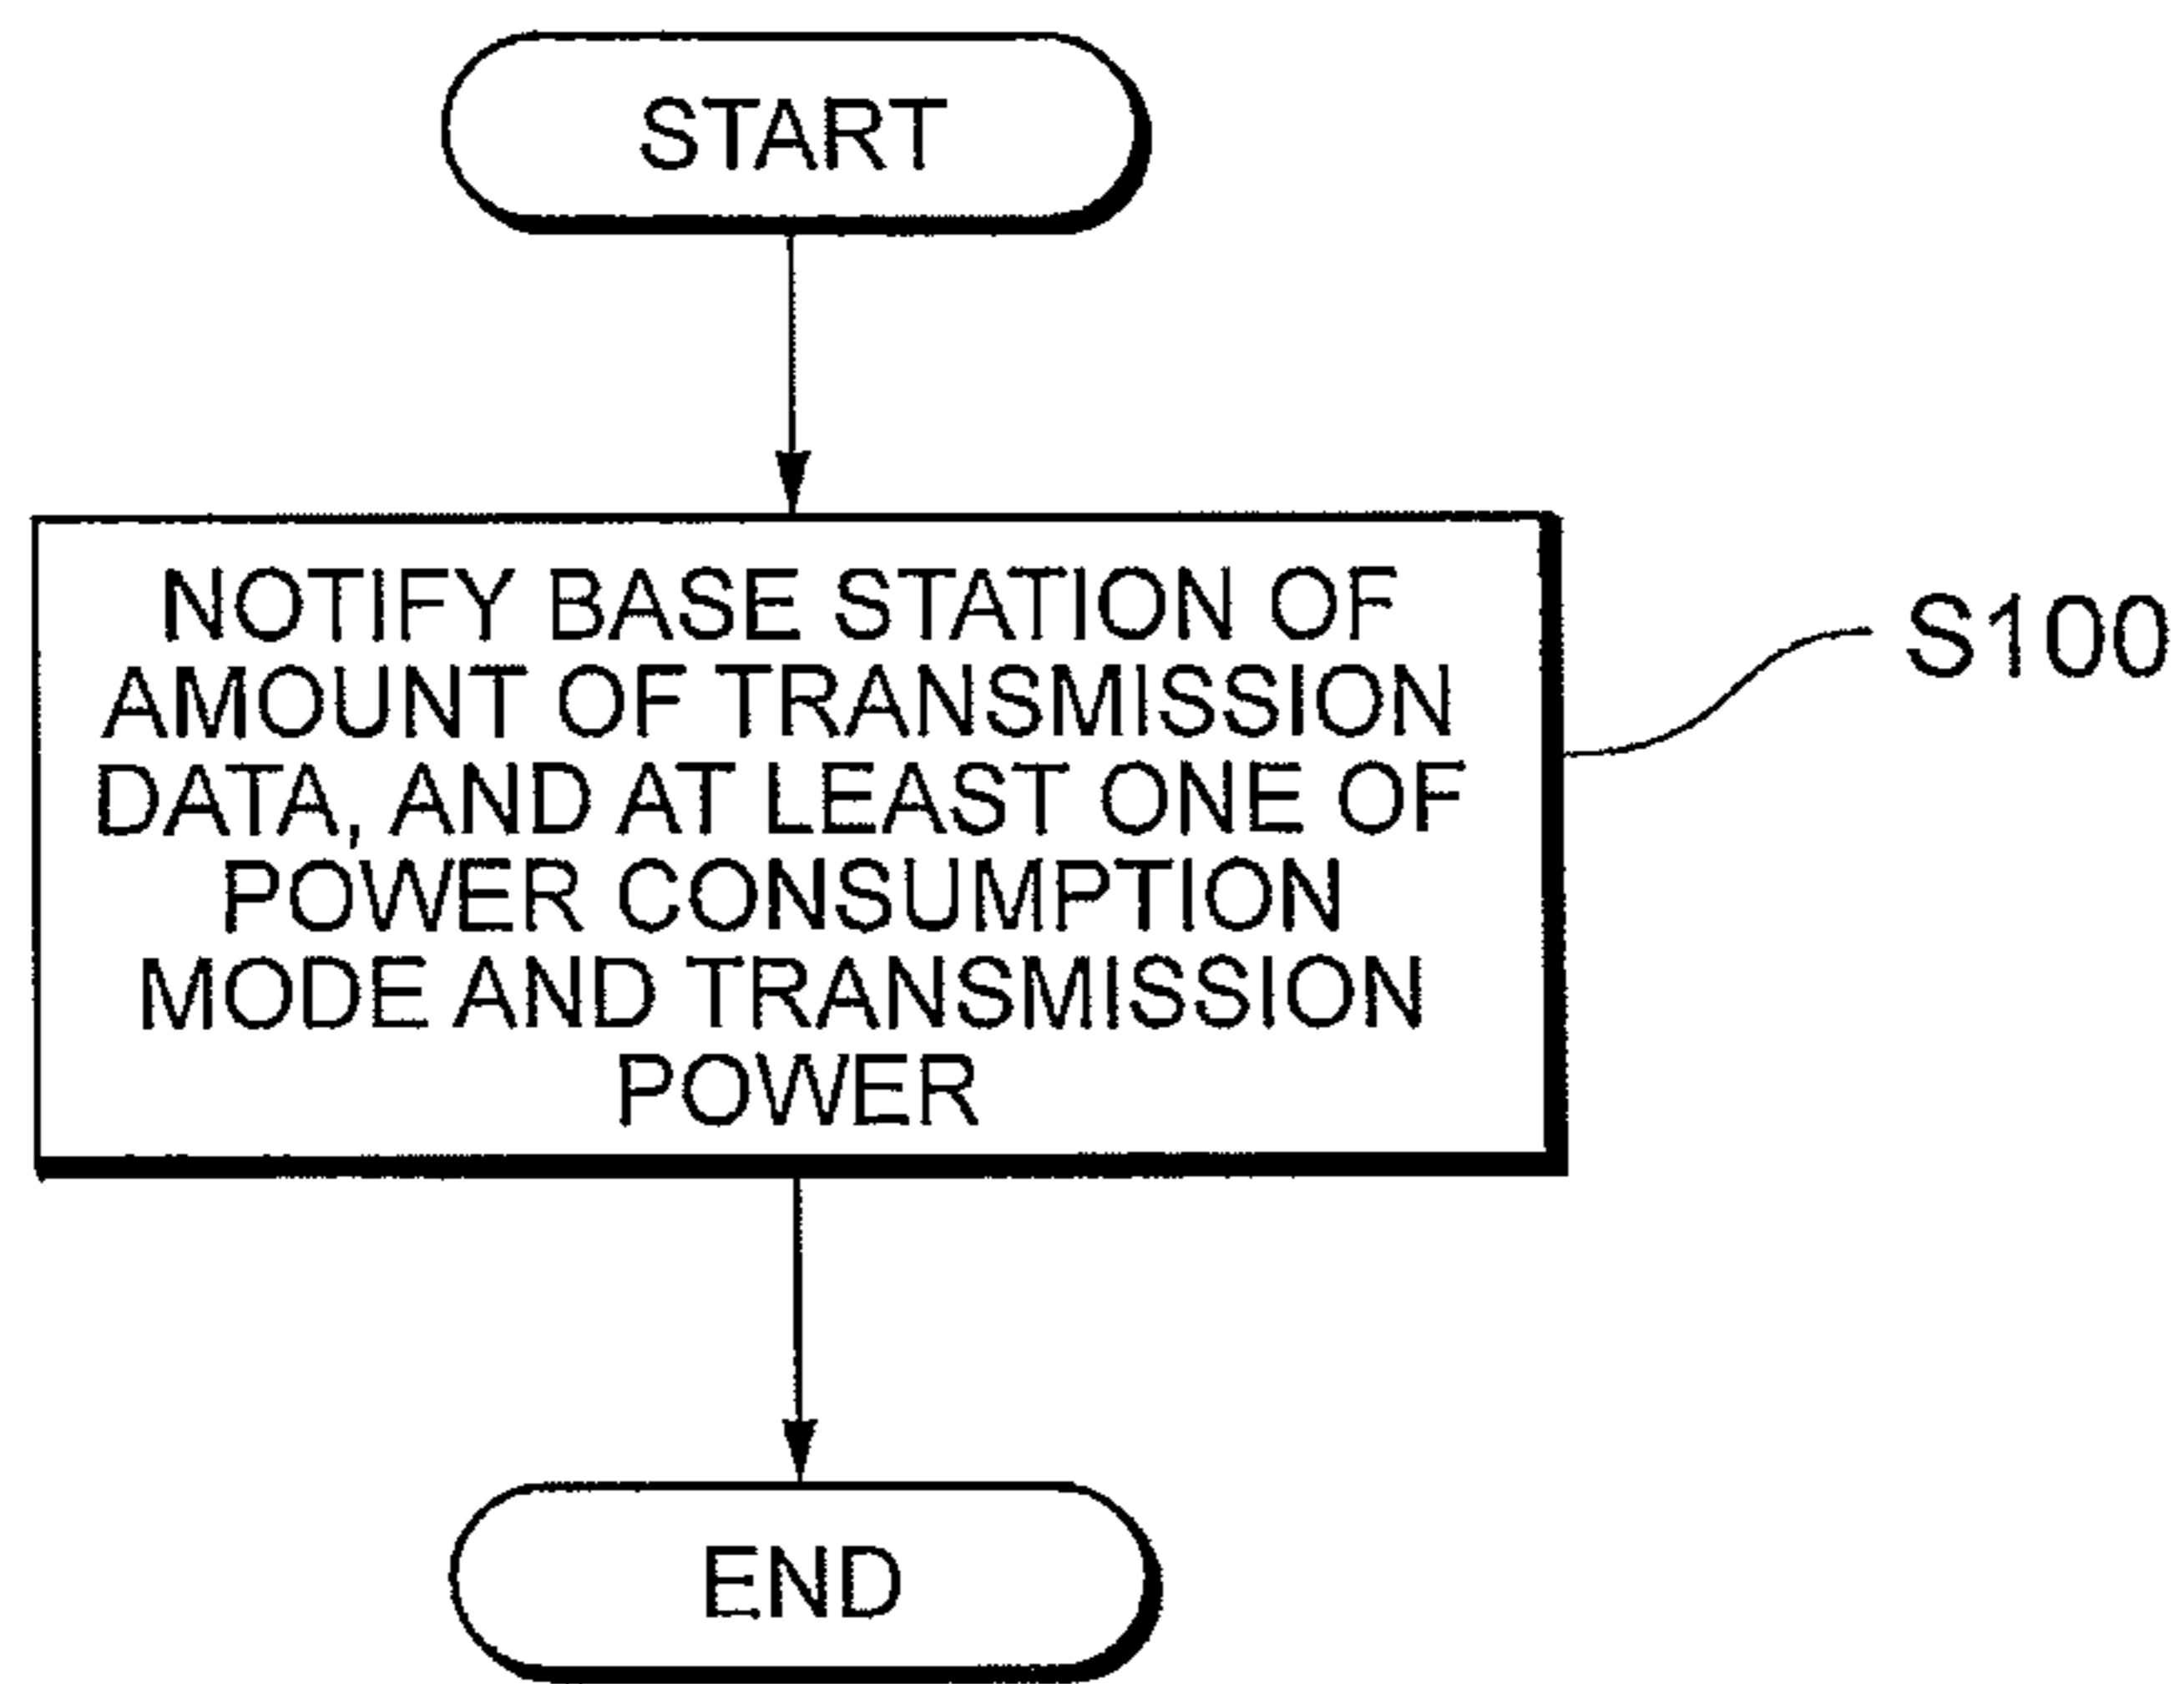 START
NOTIFY BASE STATION OF
AMOUNT OF TRANSMISSION
DATA, AND AT LEAST ONE OF
POWER CONSUMPTION
MODE AND TRANSMISSION
POWER
S100
END